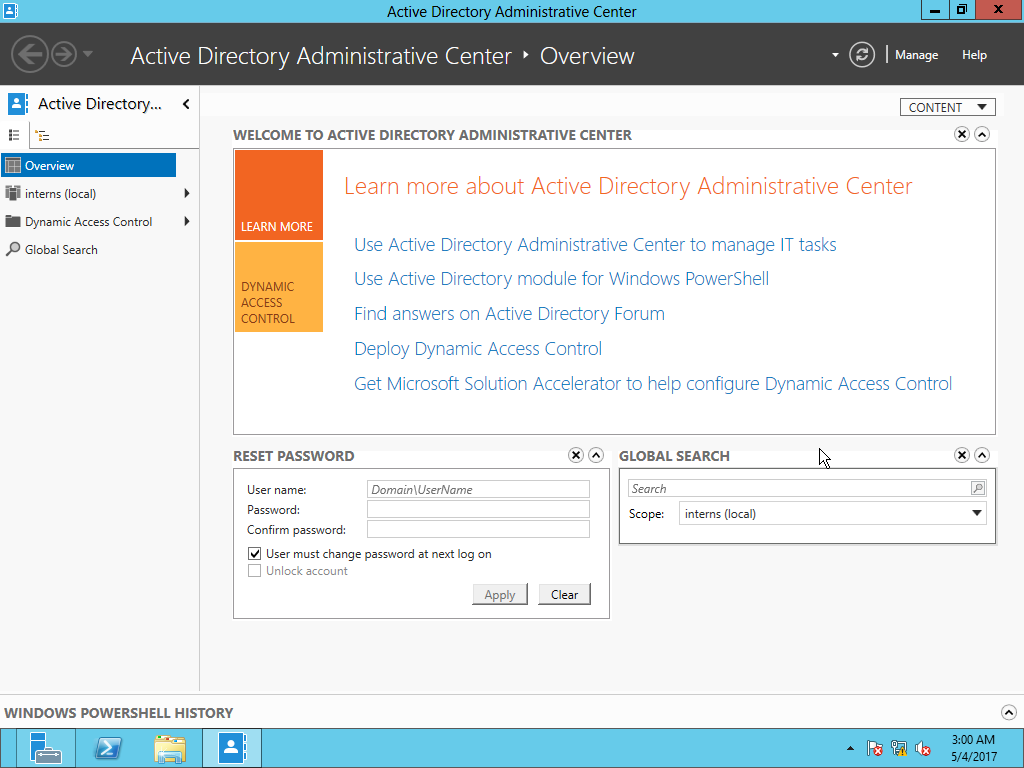 Active Directory Administrative Center
Active Directory Administrative Center ‣ Overview
Manage
Help
Active Directory...
CONTENT
Overview
interns (local)
Dynamic Access Control
Global Search
WELCOME TO ACTIVE DIRECTORY ADMINISTRATIVE CENTER
LEARN MORE
DYNAMIC
ACCESS
CONTROL
Learn more about Active Directory Administrative Center
Use Active Directory Administrative Center to manage IT tasks
Use Active Directory module for Windows PowerShell
Find answers on Active Directory Forum
Deploy Dynamic Access Control
Get Microsoft Solution Accelerator to help configure Dynamic Access Control
RESET PASSWORD
User name:
Domain\UserName
Password:
Confirm password:
User must change password at next log on
Unlock account
Apply
Clear
GLOBAL SEARCH
Search
Scope:
interns (local)
WINDOWS POWERSHELL HISTORY
3:00 AM
5/4/2017